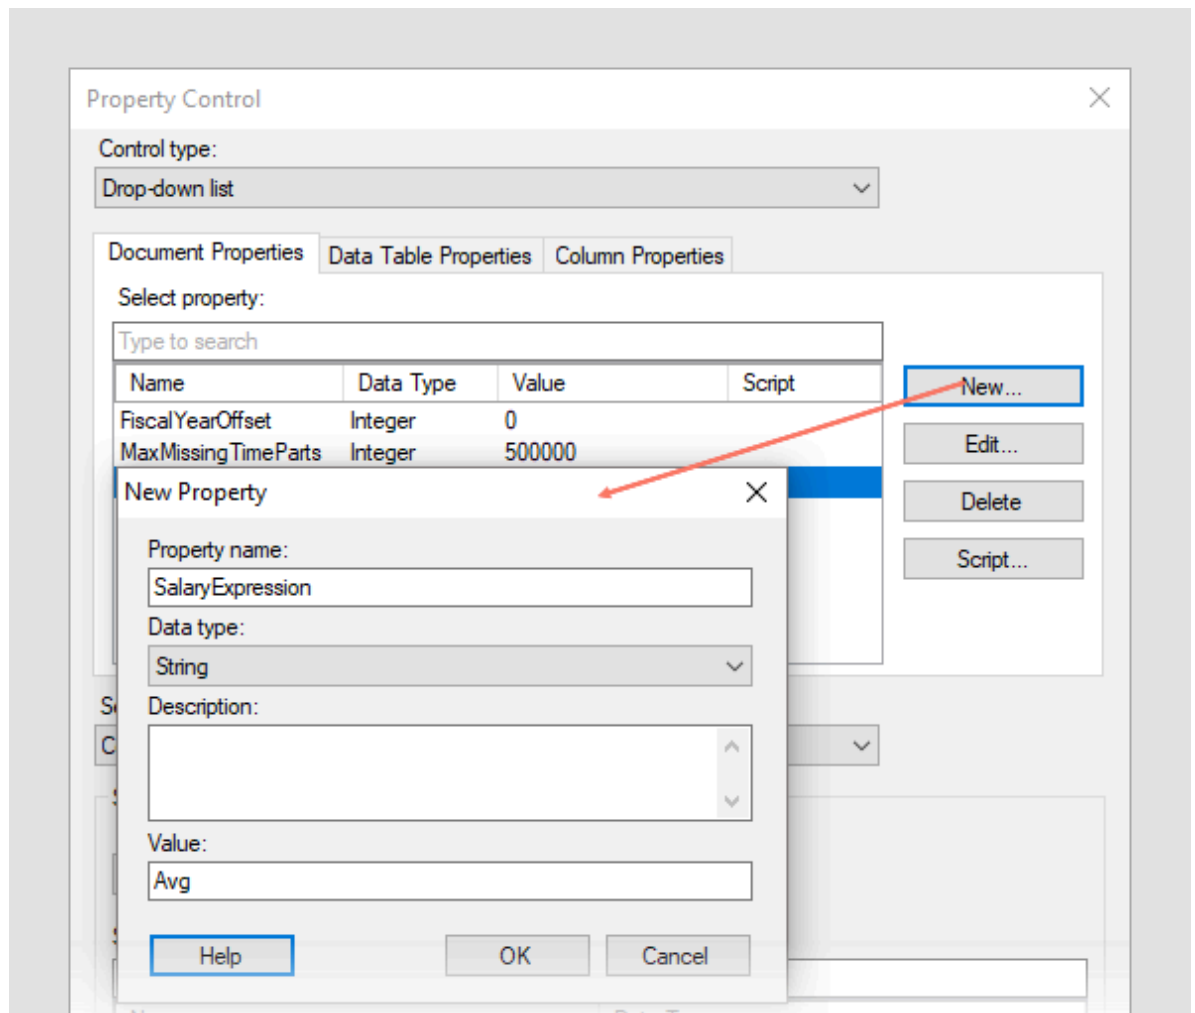 Property Control
Control type:
Drop-down list
Document Properties Data Table Properties Column Properties
Select property:
Type to search
Name Data Type Value Script
FiscalYearOffset Integer 0
MaxMissingTimeParts Integer 500000
New...
Edit...
Delete
Script...
New Property
Property name:
SalaryExpression
Data type:
String
Description:
Value:
Avg
Help OK Cancel